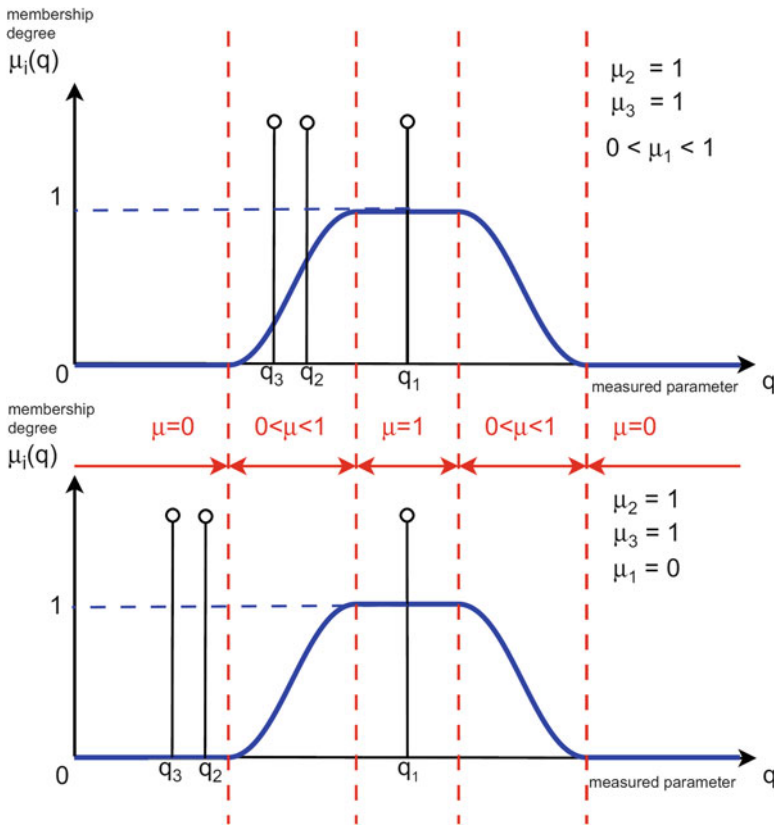 membership
degree
μi(q)
μ2 = 1
μ3 = 1
0 < μ1 < 1
1
0
q3 q2 q1
measured parameter q
membership
degree
μi(q)
μ=0 0<μ<1 μ=1 0<μ<1 μ=0
μ2 = 1
μ3 = 1
μ1 = 0
1
0
q3 q2 q1
measured parameter q